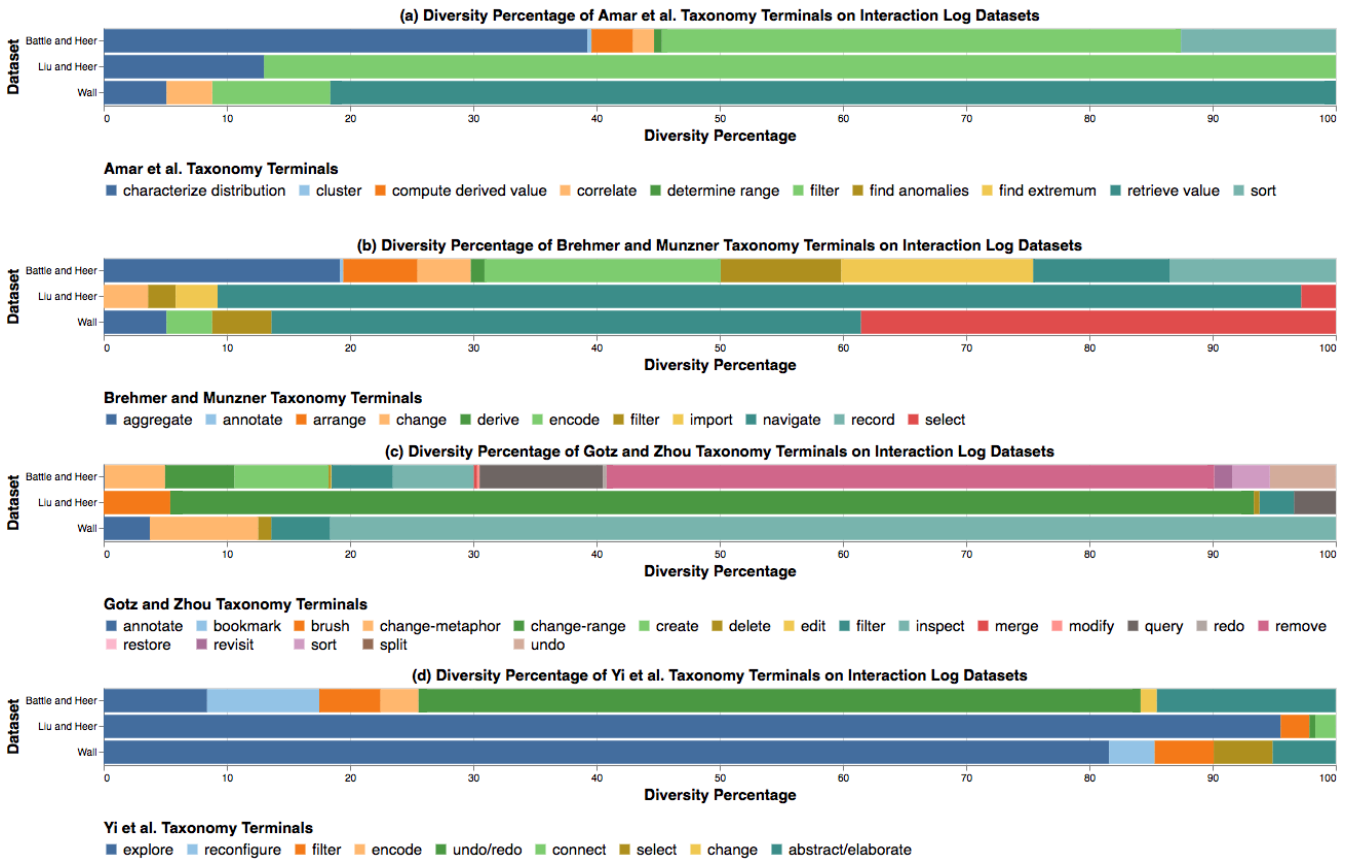 (a) Diversity Percentage of Amar et al. Taxonomy Terminals on Interaction Log Datasets
Dataset
Battle and Heer
Liu and Heer
Wall
0 10 20 30 40 50 60 70 80 90 100
Diversity Percentage
Amar et al. Taxonomy Terminals
characterize distribution cluster compute derived value correlate determine range filter find anomalies find extremum retrieve value sort
(b) Diversity Percentage of Brehmer and Munzner Taxonomy Terminals on Interaction Log Datasets
Dataset
Battle and Heer
Liu and Heer
Wall
0 10 20 30 40 50 60 70 80 90 100
Diversity Percentage
Brehmer and Munzner Taxonomy Terminals
aggregate annotate arrange change derive encode filter import navigate record select
(c) Diversity Percentage of Gotz and Zhou Taxonomy Terminals on Interaction Log Datasets
Dataset
Battle and Heer
Liu and Heer
Wall
0 10 20 30 40 50 60 70 80 90 100
Diversity Percentage
Gotz and Zhou Taxonomy Terminals
annotate bookmark brush change-metaphor change-range create delete edit filter inspect merge modify query redo remove
restore revisit sort split undo
(d) Diversity Percentage of Yi et al. Taxonomy Terminals on Interaction Log Datasets
Dataset
Battle and Heer
Liu and Heer
Wall
0 10 20 30 40 50 60 70 80 90 100
Diversity Percentage
Yi et al. Taxonomy Terminals
explore reconfigure filter encode undo/redo connect select change abstract/elaborate